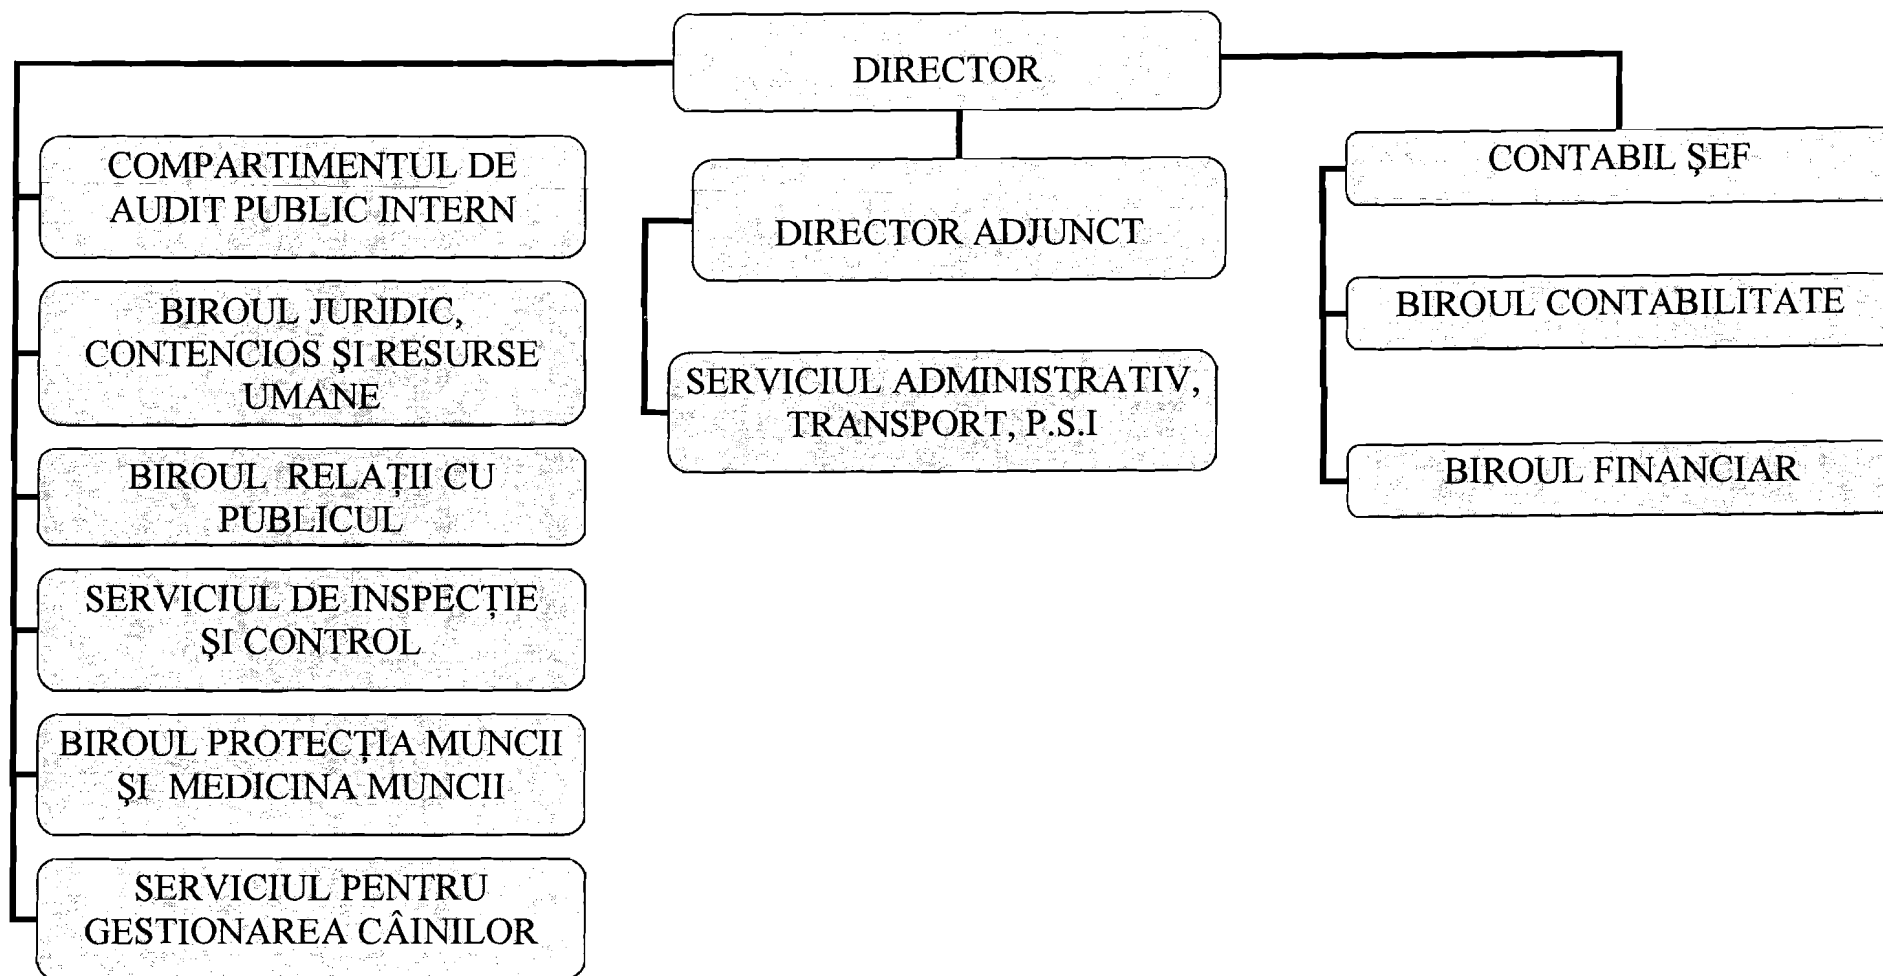 DIRECTOR
COMPARTIMENTUL DE
AUDIT PUBLIC INTERN
BIROUL JURIDIC,
CONTENCIOS ŞI RESURSE
UMANE
BIROUL RELAŢII CU
PUBLICUL
SERVICIUL DE INSPECŢIE
ŞI CONTROL
BIROUL PROTECŢIA MUNCII
ŞI MEDICINA MUNCII
SERVICIUL PENTRU
GESTIONAREA CÂINILOR
DIRECTOR ADJUNCT
SERVICIUL ADMINISTRATIV,
TRANSPORT, P.S.I
CONTABIL ŞEF
BIROUL CONTABILITATE
BIROUL FINANCIAR